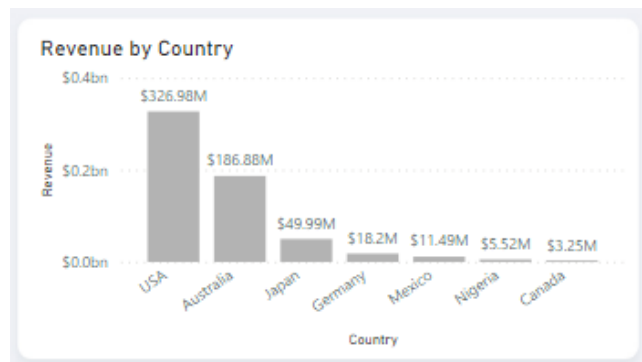 Revenue by Country
$0.4bn
$326.98M
$186.88M
Revenue
$0.2bn
$49.99M
$18.2M
$11.49M
$5.52M
$3.25M
$0.0bn
USA
Australia
Japan
Germany
Mexico
Nigeria
Canada
Country